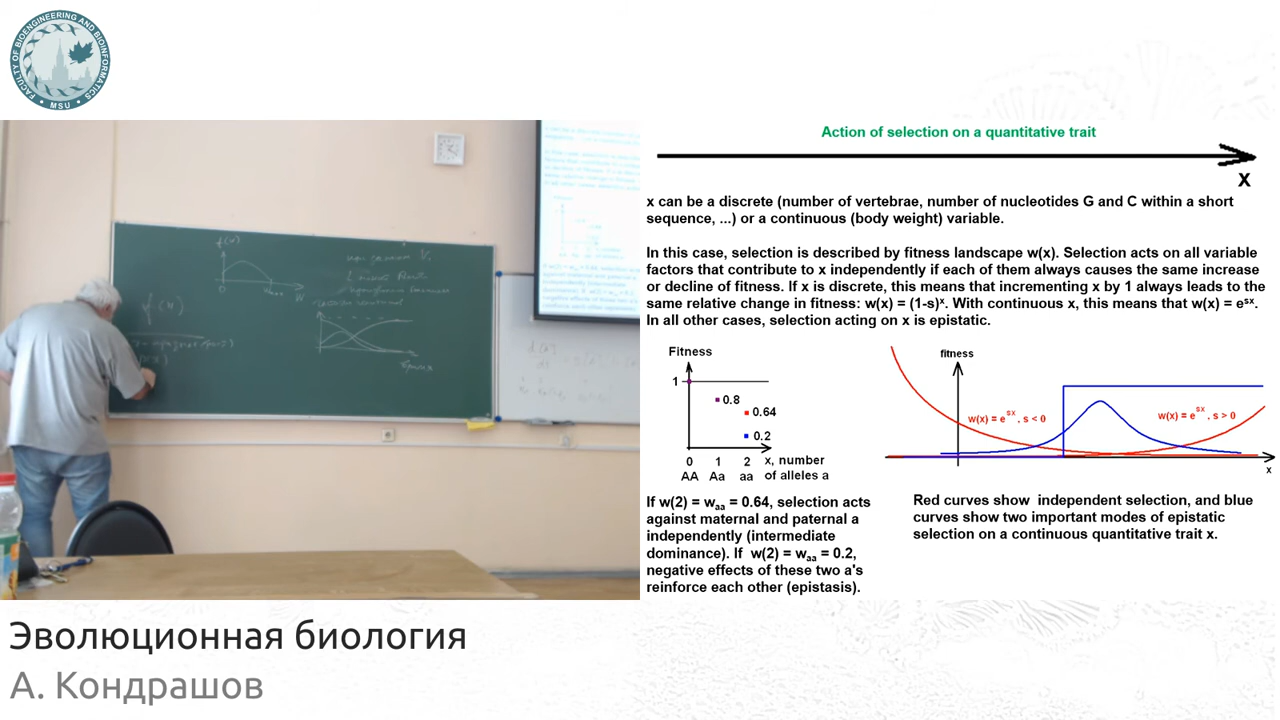 FACULTY OF BIOENGINEERING AND BIOINFORMATICS
• MSU •
f(x)
0
W
f(x)
Action of selection on a quantitative trait
x
x can be a discrete (number of vertebrae, number of nucleotides G and C within a short
sequence, ...) or a continuous (body weight) variable.
In this case, selection is described by fitness landscape w(x). Selection acts on all variable
factors that contribute to x independently if each of them always causes the same increase
or decline of fitness. If x is discrete, this means that incrementing x by 1 always leads to the
same relative change in fitness: w(x) = (1-s)ˣ. With continuous x, this means that w(x) = eˢˣ.
In all other cases, selection acting on x is epistatic.
Fitness
1
0.8
0.64
0.2
0 1 2 x, number
AA Aa aa of alleles a
fitness
w(x) = eˢˣ, s < 0
w(x) = eˢˣ, s > 0
x
If w(2) = wₐₐ = 0.64, selection acts
against maternal and paternal a
independently (intermediate
dominance). If w(2) = wₐₐ = 0.2,
negative effects of these two a's
reinforce each other (epistasis).
Red curves show independent selection, and blue
curves show two important modes of epistatic
selection on a continuous quantitative trait x.
Эволюционная биология
А. Кондрашов